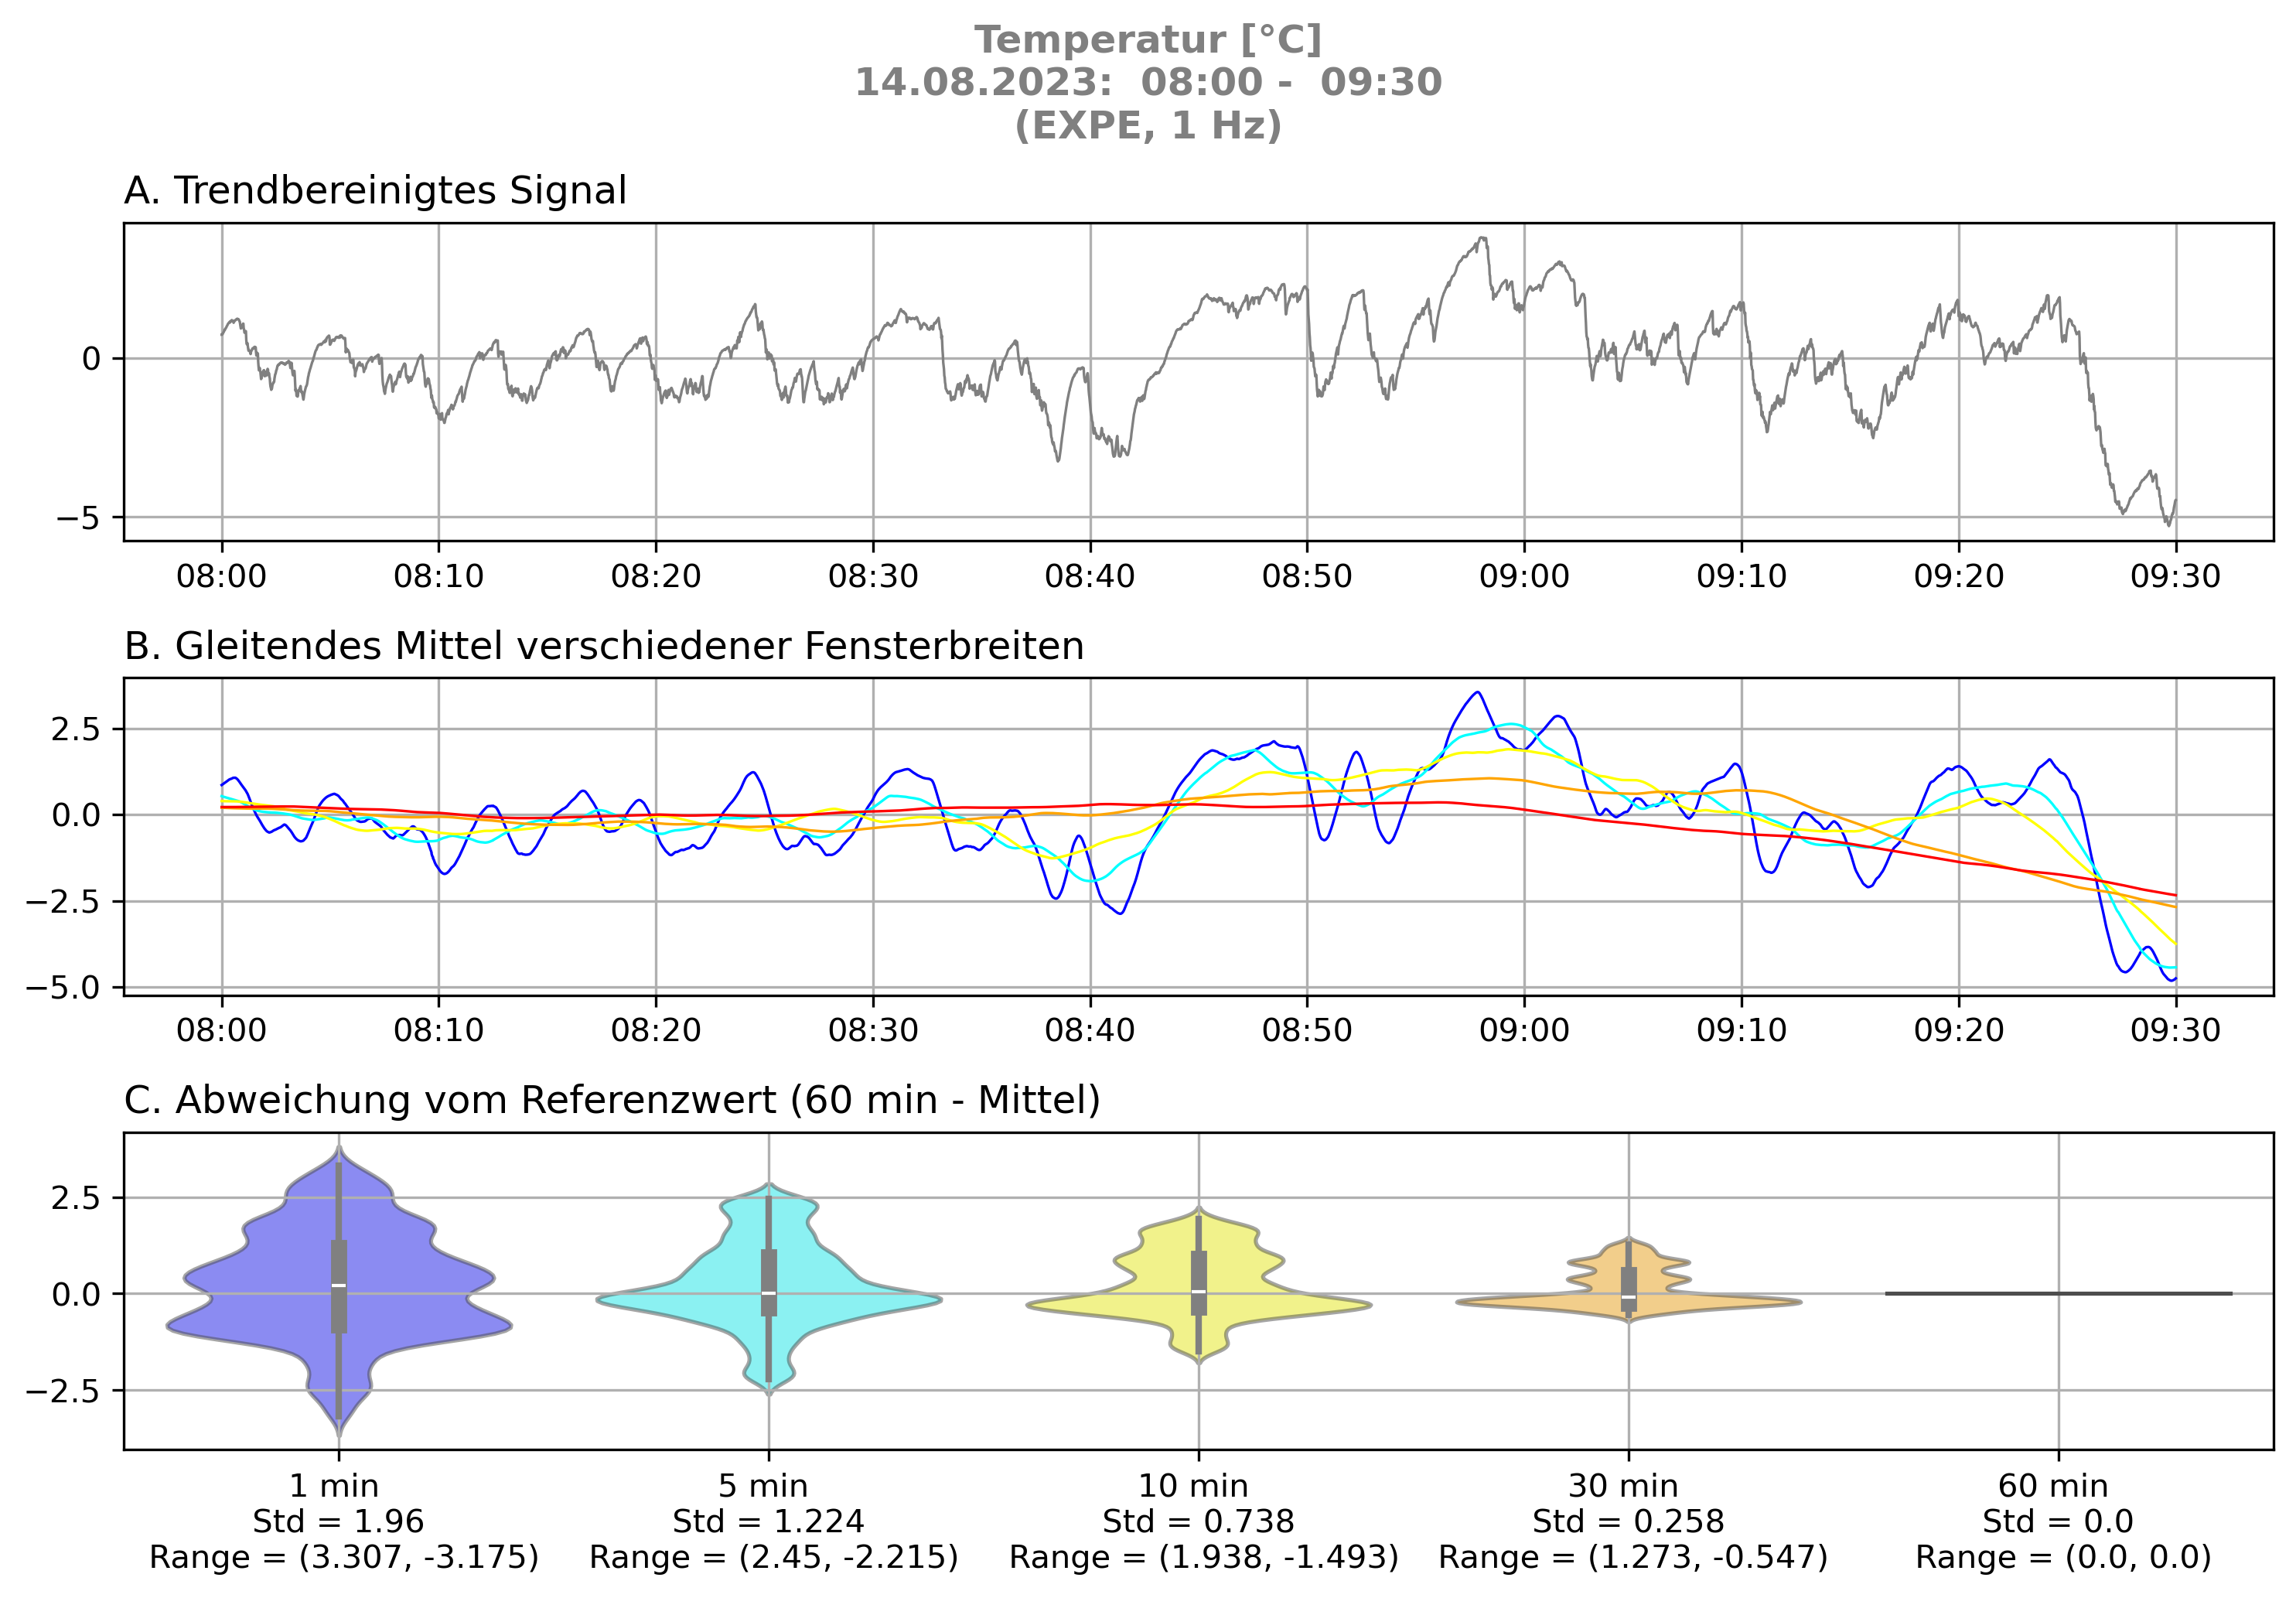 Temperatur [°C]
14.08.2023:  08:00 -  09:30
(EXPE, 1 Hz)
A. Trendbereinigtes Signal
0
−5
08:00 08:10 08:20 08:30 08:40 08:50 09:00 09:10 09:20 09:30
B. Gleitendes Mittel verschiedener Fensterbreiten
2.5
0.0
−2.5
−5.0
08:00 08:10 08:20 08:30 08:40 08:50 09:00 09:10 09:20 09:30
C. Abweichung vom Referenzwert (60 min - Mittel)
2.5
0.0
−2.5
1 min 5 min 10 min 30 min 60 min
Std = 1.96 Std = 1.224 Std = 0.738 Std = 0.258 Std = 0.0
Range = (3.307, -3.175) Range = (2.45, -2.215) Range = (1.938, -1.493) Range = (1.273, -0.547) Range = (0.0, 0.0)